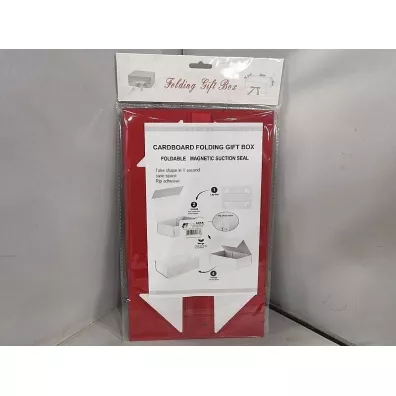 Folding Gift Box
CARDBOARD FOLDING GIFT BOX
FOLDABLE MAGNETIC SUCTION SEAL
Take shape in 1 second
save space
Rip adhesive